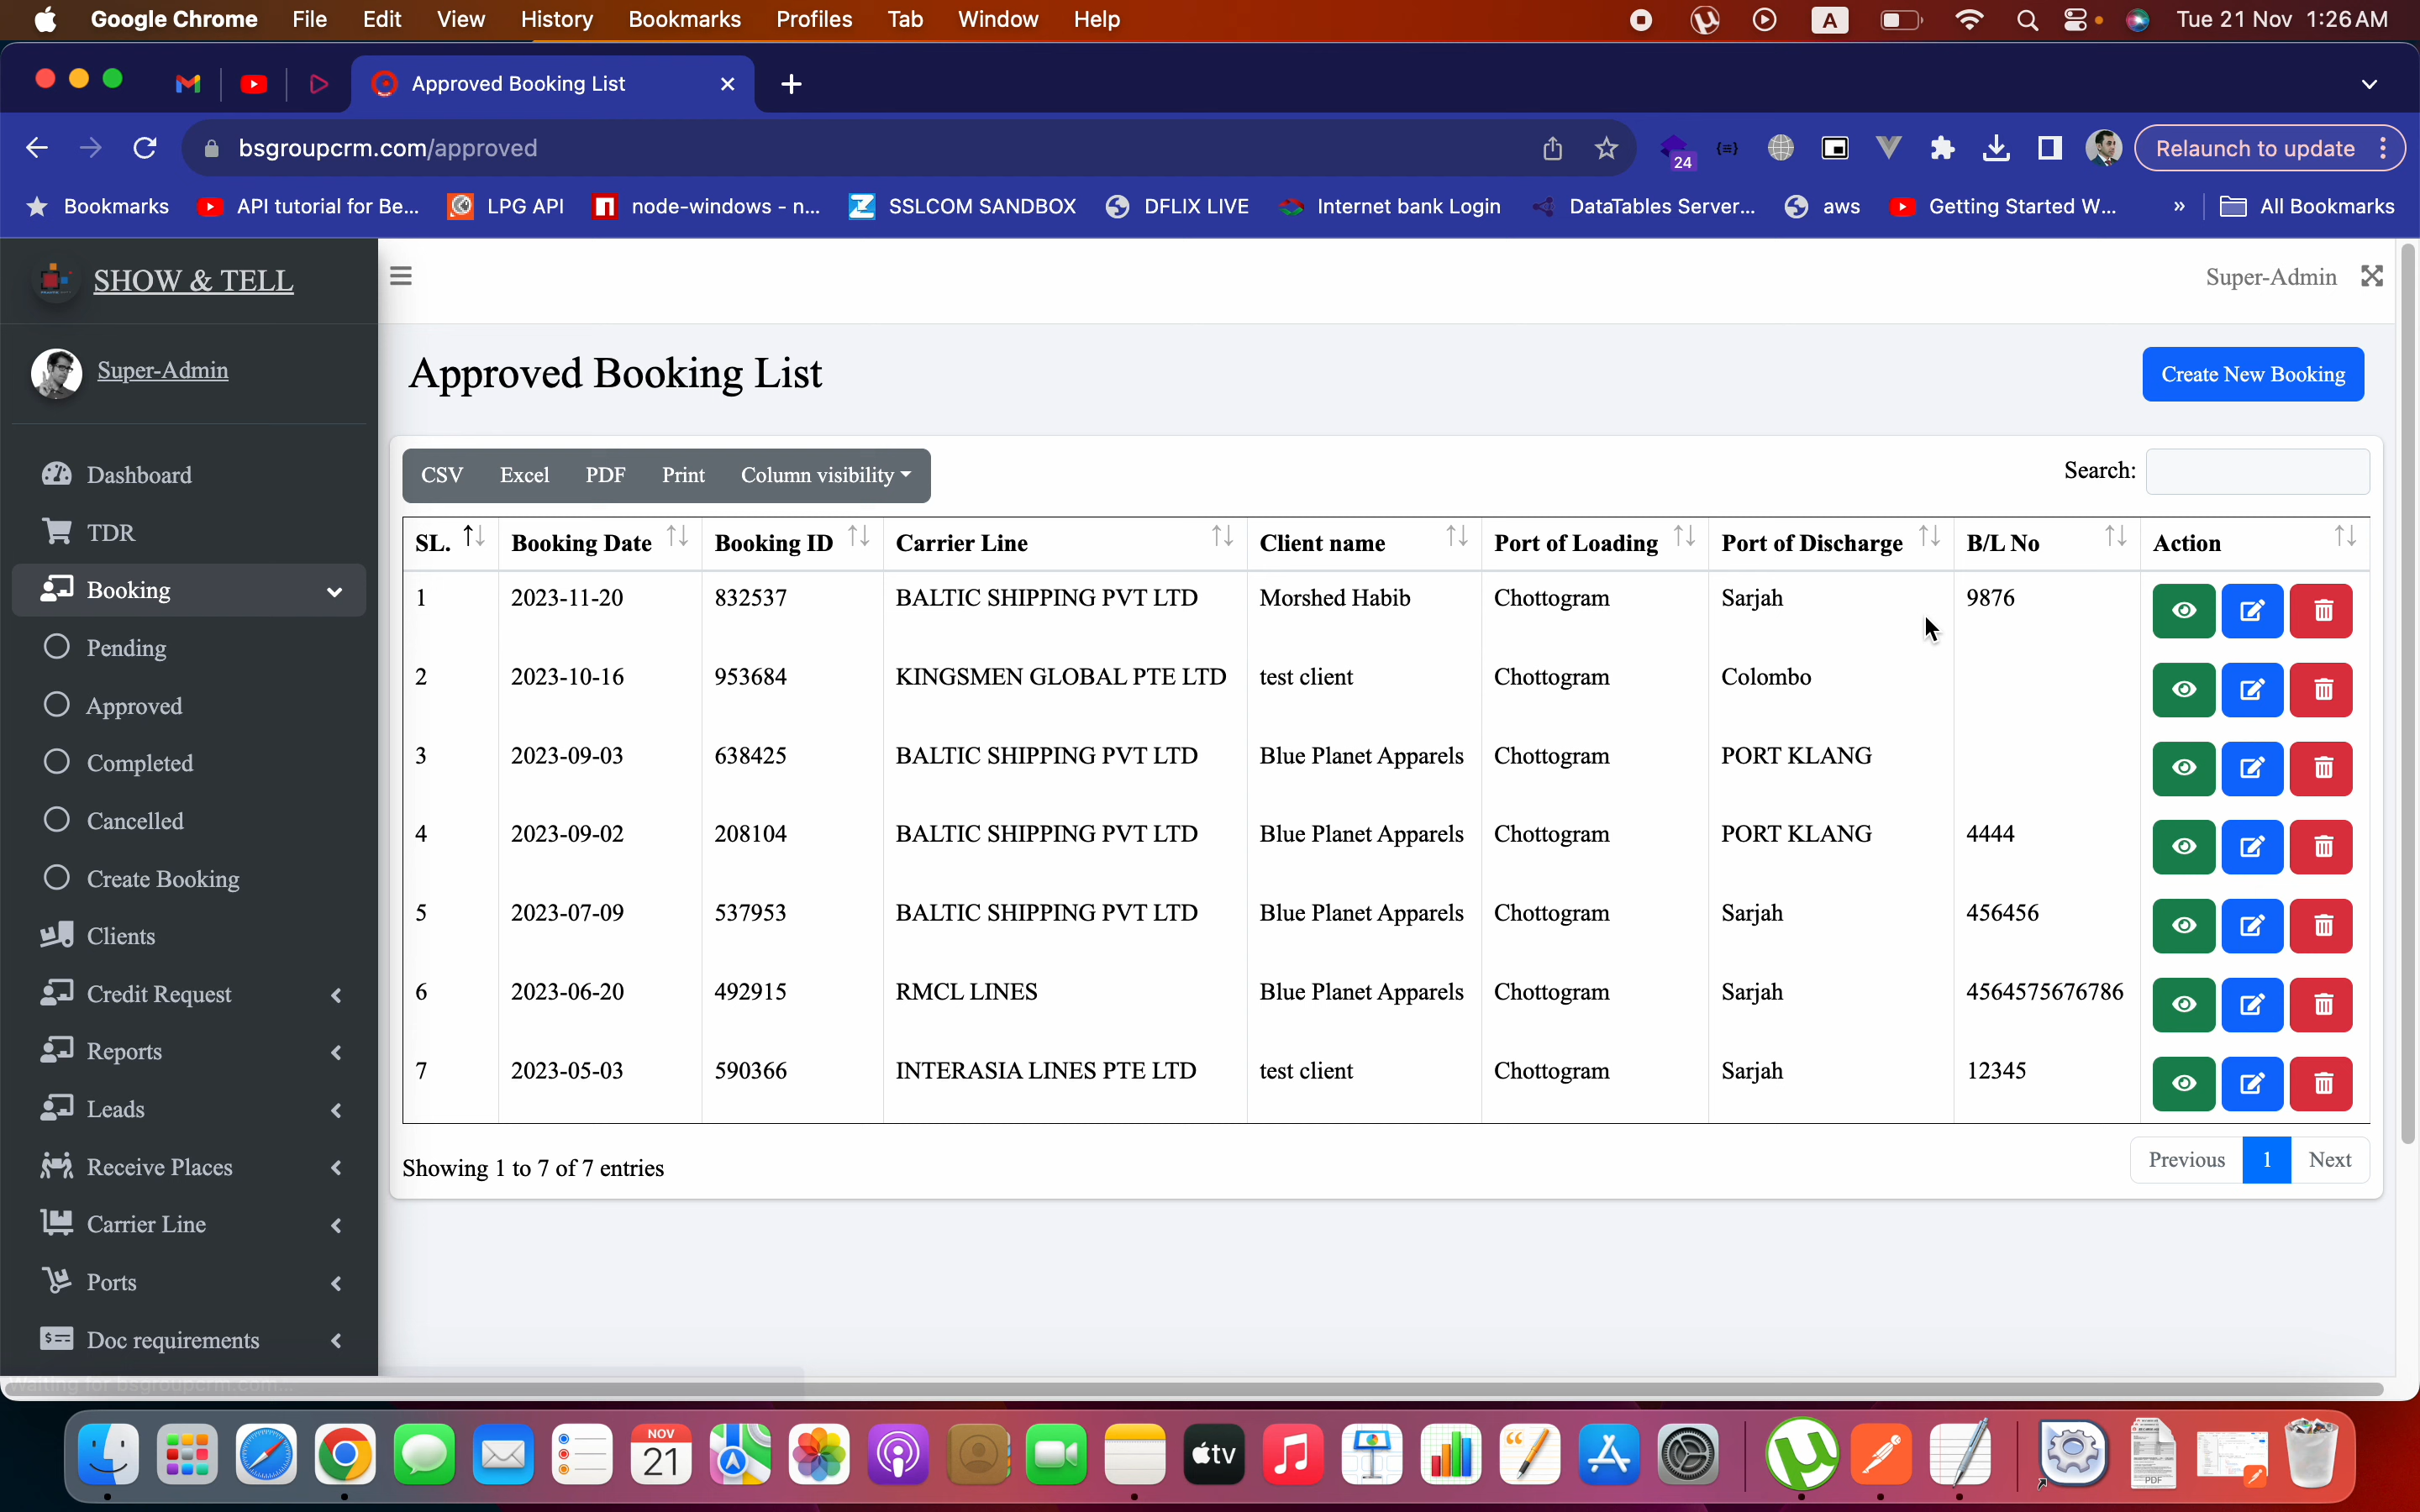 Google Chrome File Edit View History Bookmarks Profiles Tab Window Help A Tue 21 Nov 1:26 AM
Approved Booking List
bsgroupcrm.com/approved 24 Relaunch to update
Bookmarks API tutorial for Be... LPG API node-windows - n... SSLCOM SANDBOX DFLIX LIVE Internet bank Login DataTables Server... aws Getting Started W... » All Bookmarks
SHOW & TELL
Super-Admin
Super-Admin
Dashboard
TDR
Booking
Pending
Approved
Completed
Cancelled
Create Booking
Clients
Credit Request
Reports
Leads
Receive Places
Carrier Line
Ports
Doc requirements
Approved Booking List Create New Booking
CSV Excel PDF Print Column visibility Search:
SL. Booking Date Booking ID Carrier Line Client name Port of Loading Port of Discharge B/L No Action
1 2023-11-20 832537 BALTIC SHIPPING PVT LTD Morshed Habib Chottogram Sarjah 9876
2 2023-10-16 953684 KINGSMEN GLOBAL PTE LTD test client Chottogram Colombo
3 2023-09-03 638425 BALTIC SHIPPING PVT LTD Blue Planet Apparels Chottogram PORT KLANG
4 2023-09-02 208104 BALTIC SHIPPING PVT LTD Blue Planet Apparels Chottogram PORT KLANG 4444
5 2023-07-09 537953 BALTIC SHIPPING PVT LTD Blue Planet Apparels Chottogram Sarjah 456456
6 2023-06-20 492915 RMCL LINES Blue Planet Apparels Chottogram Sarjah 4564575676786
7 2023-05-03 590366 INTERASIA LINES PTE LTD test client Chottogram Sarjah 12345
Showing 1 to 7 of 7 entries Previous 1 Next
Waiting for bsgroupcrm.com...
NOV
21
tv
PDF